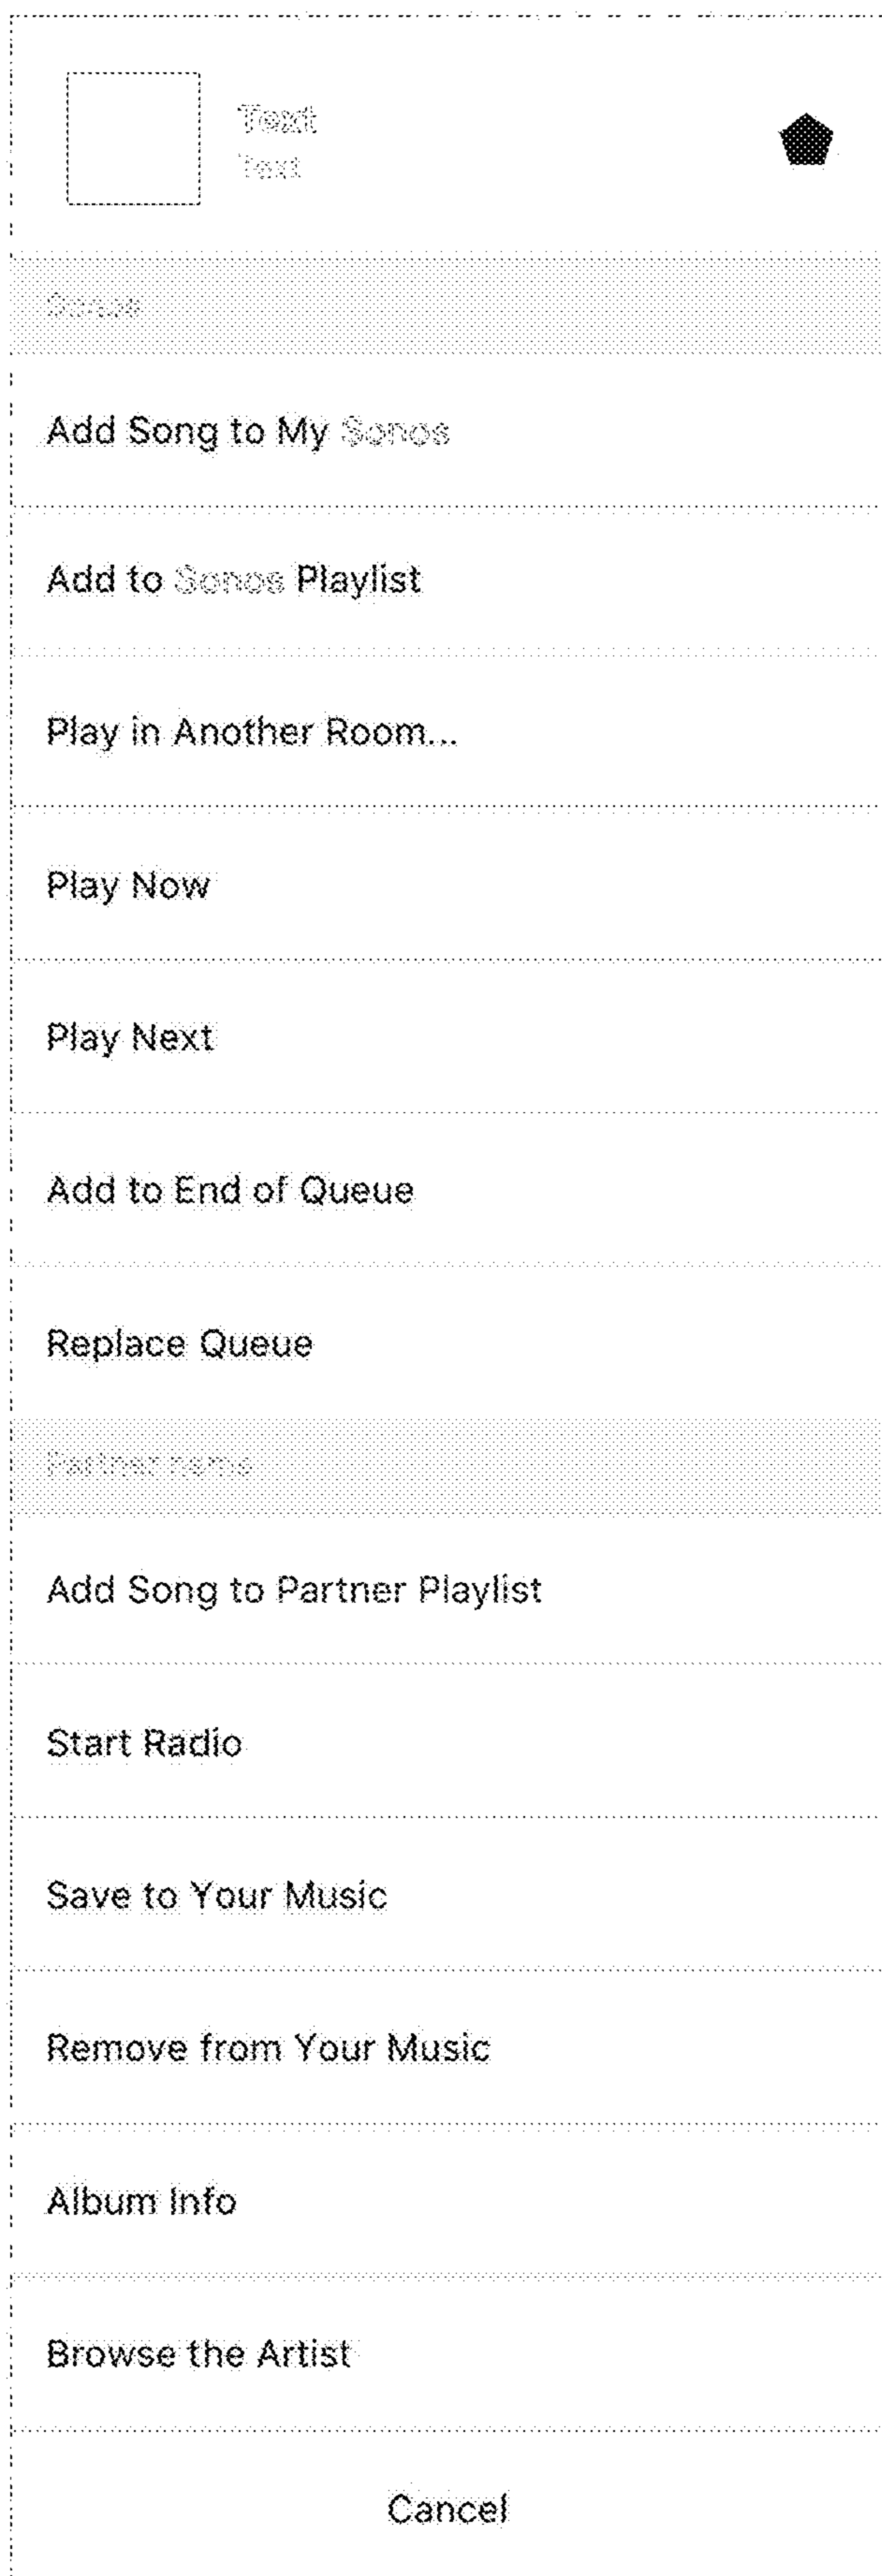 Text
Text
Sonos
Add Song to My Sonos
Add to Sonos Playlist
Play in Another Room...
Play Now
Play Next
Add to End of Queue
Replace Queue
Partner name
Add Song to Partner Playlist
Start Radio
Save to Your Music
Remove from Your Music
Album Info
Browse the Artist
Cancel